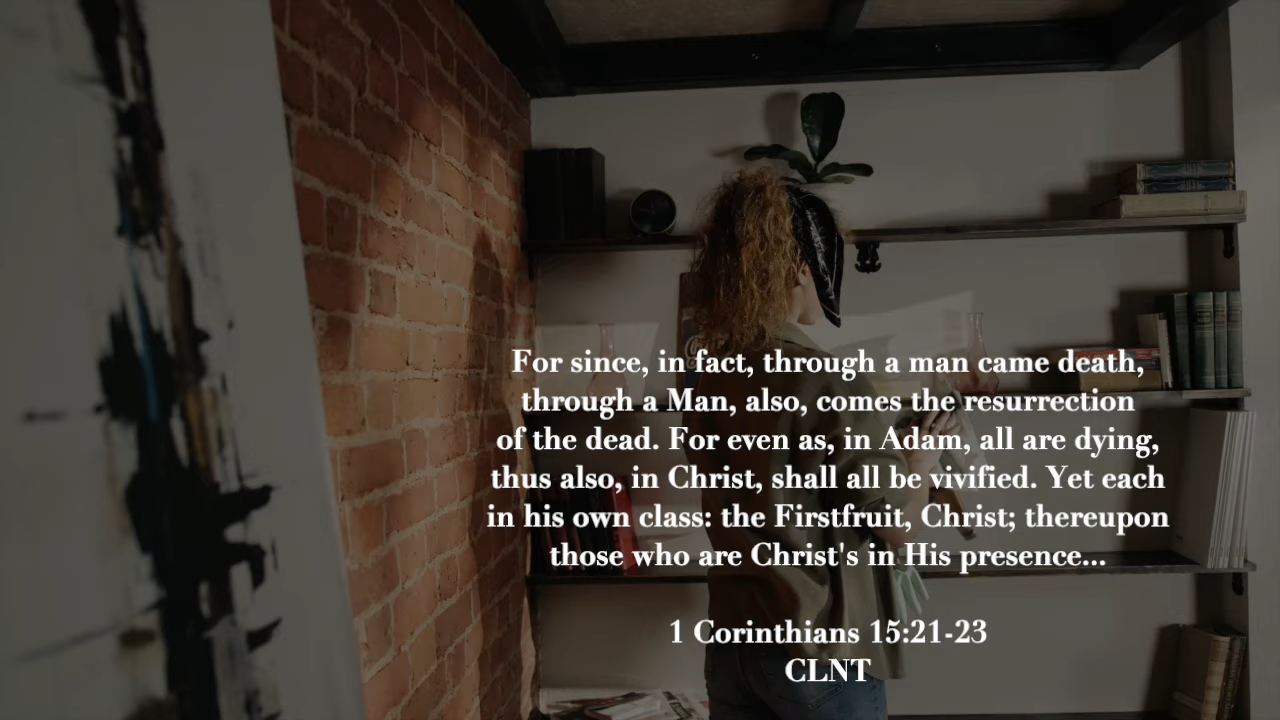 For since, in fact, through a man came death,
through a Man, also, comes the resurrection
of the dead. For even as, in Adam, all are dying,
thus also, in Christ, shall all be vivified. Yet each
in his own class: the Firstfruit, Christ; thereupon
those who are Christ's in His presence...
1 Corinthians 15:21-23
CLNT